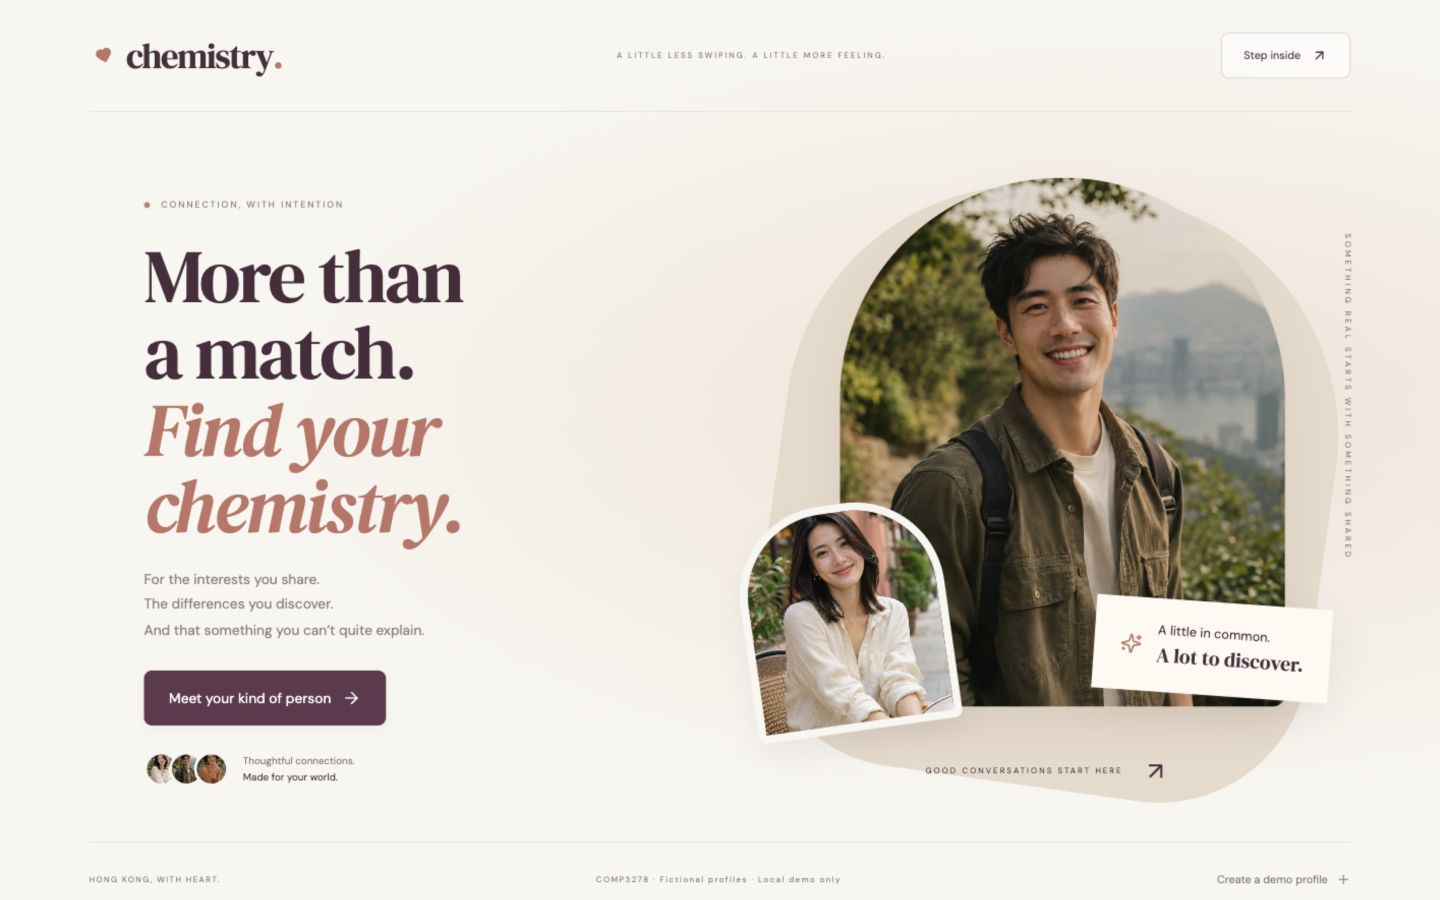 chemistry.
A LITTLE LESS SWIPING. A LITTLE MORE FEELING.
Step inside
CONNECTION, WITH INTENTION
More than
a match.
Find your
chemistry.
For the interests you share.
The differences you discover.
And that something you can’t quite explain.
Meet your kind of person
Thoughtful connections.
Made for your world.
SOMETHING REAL STARTS WITH SOMETHING SHARED
A little in common.
A lot to discover.
GOOD CONVERSATIONS START HERE
HONG KONG, WITH HEART.
COMP3278 · Fictional profiles · Local demo only
Create a demo profile